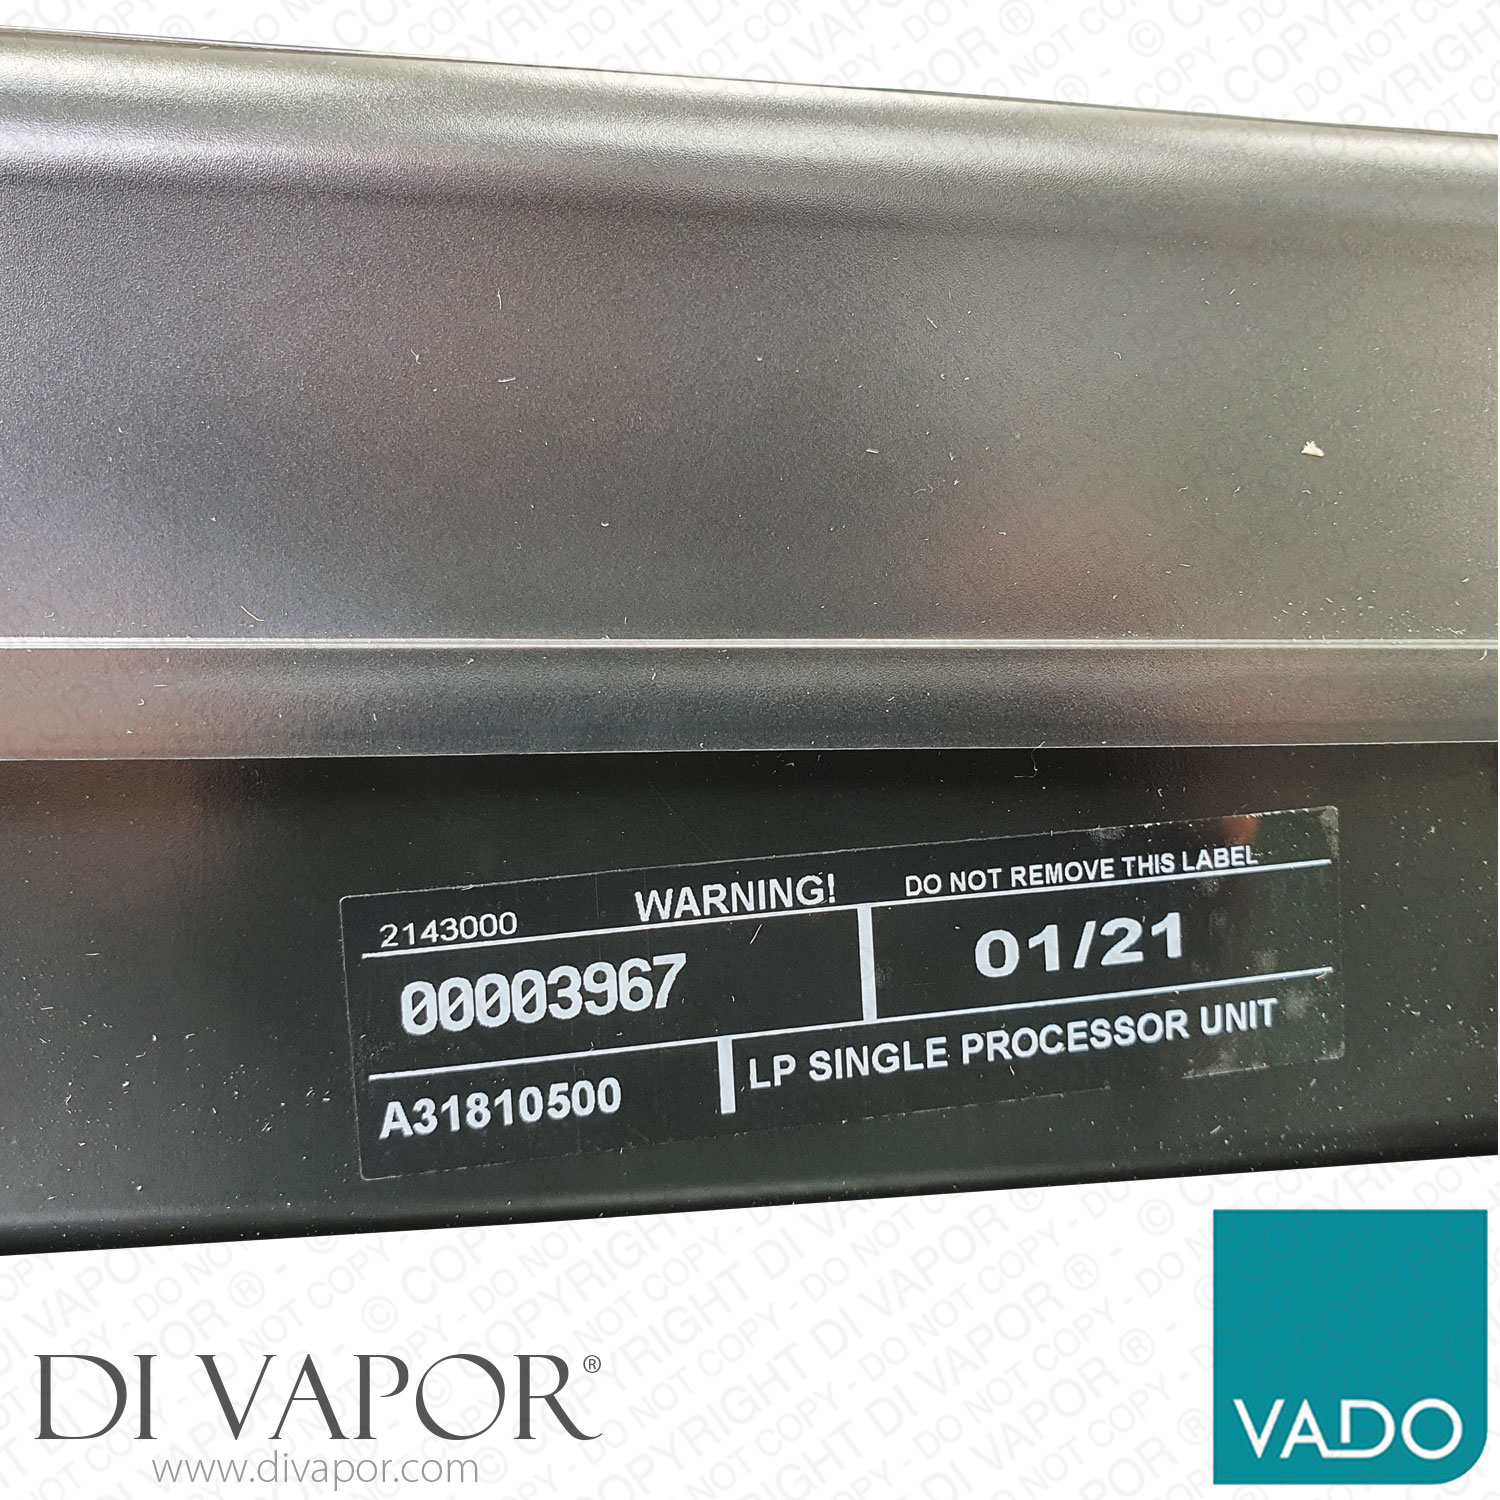 WARNING! DO NOT REMOVE THIS LABEL
2143000
00003967 01/21
A31810500 LP SINGLE PROCESSOR UNIT
DI VAPOR®
www.divapor.com
VADO